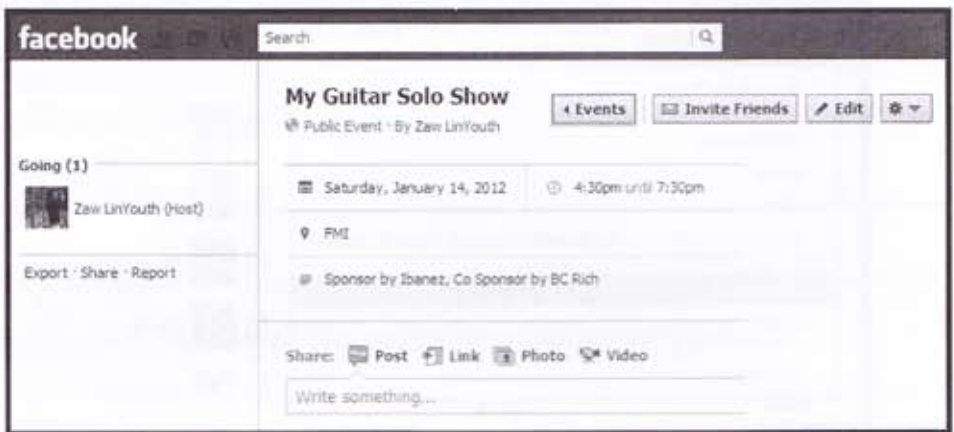 facebook
Search
My Guitar Solo Show
Public Event · By Zaw LinYouth
Events
Invite Friends
Edit
Going (1)
Zaw LinYouth (Host)
Export · Share · Report
Saturday, January 14, 2012
4:30pm until 7:30pm
FMI
Sponsor by Ibanez, Co Sponsor by BC Rich
Share: Post Link Photo Video
Write something...